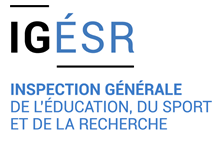 IGÉSR
INSPECTION GÉNÉRALE
DE L'ÉDUCATION, DU SPORT
ET DE LA RECHERCHE